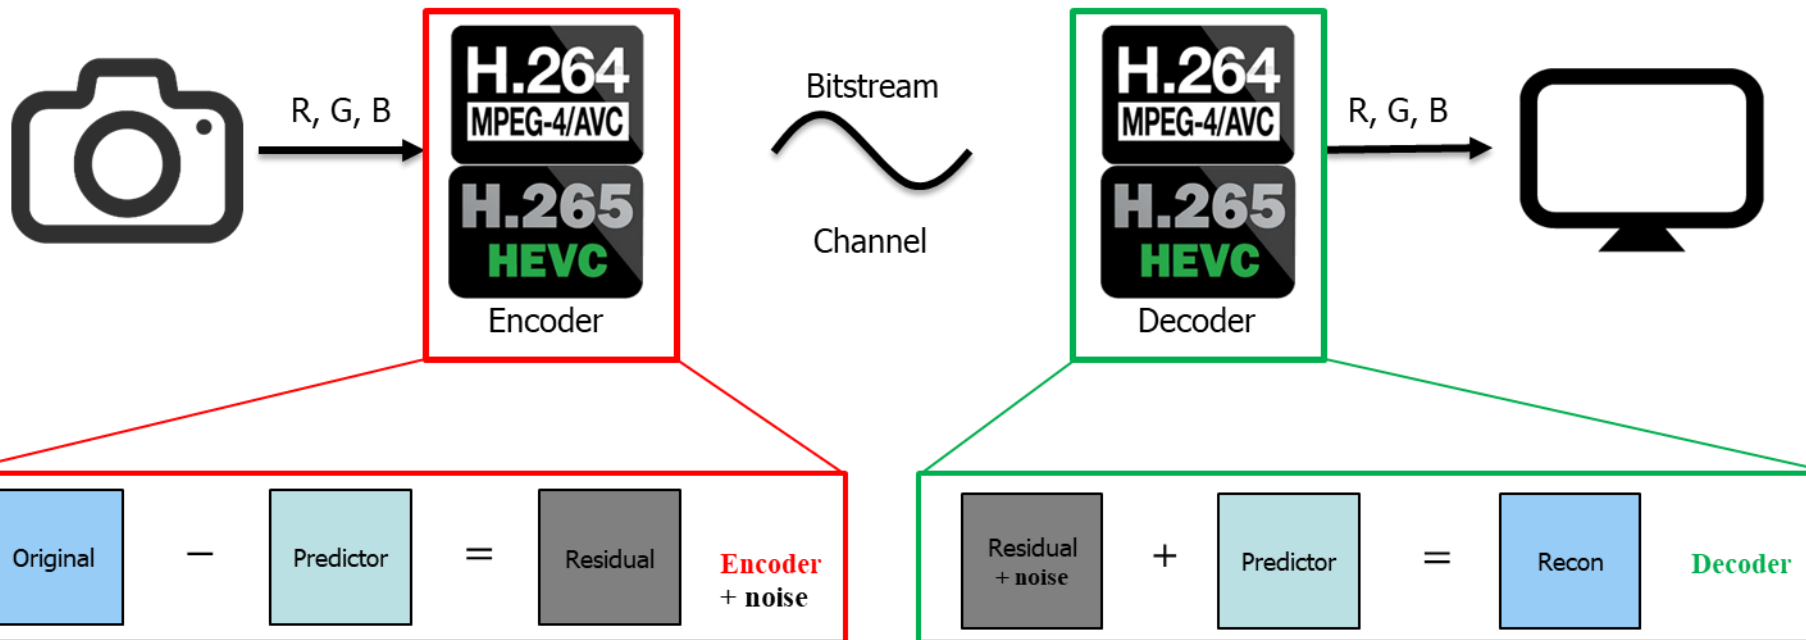 R, G, B
H.264
MPEG-4/AVC
H.265
HEVC
Encoder
Bitstream
Channel
H.264
MPEG-4/AVC
H.265
HEVC
Decoder
R, G, B
Original
−
Predictor
=
Residual
Encoder
+ noise
Residual
+ noise
+
Predictor
=
Recon
Decoder